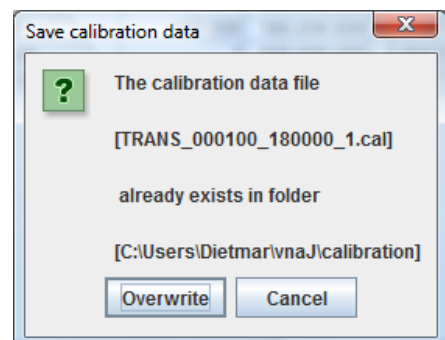 Save calibration data
The calibration data file
[TRANS_000100_180000_1.cal]
already exists in folder
[C:\Users\Dietmar\vnaJ\calibration]
Overwrite Cancel